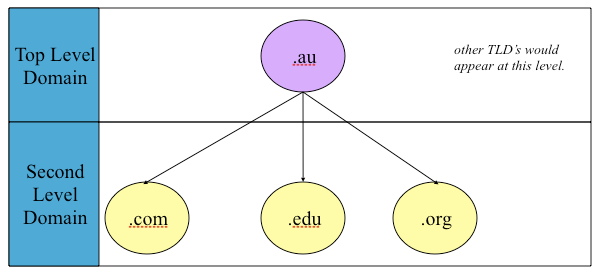 Top Level
Domain
.au
other TLD's would
appear at this level.
Second
Level
Domain
.com
.edu
.org